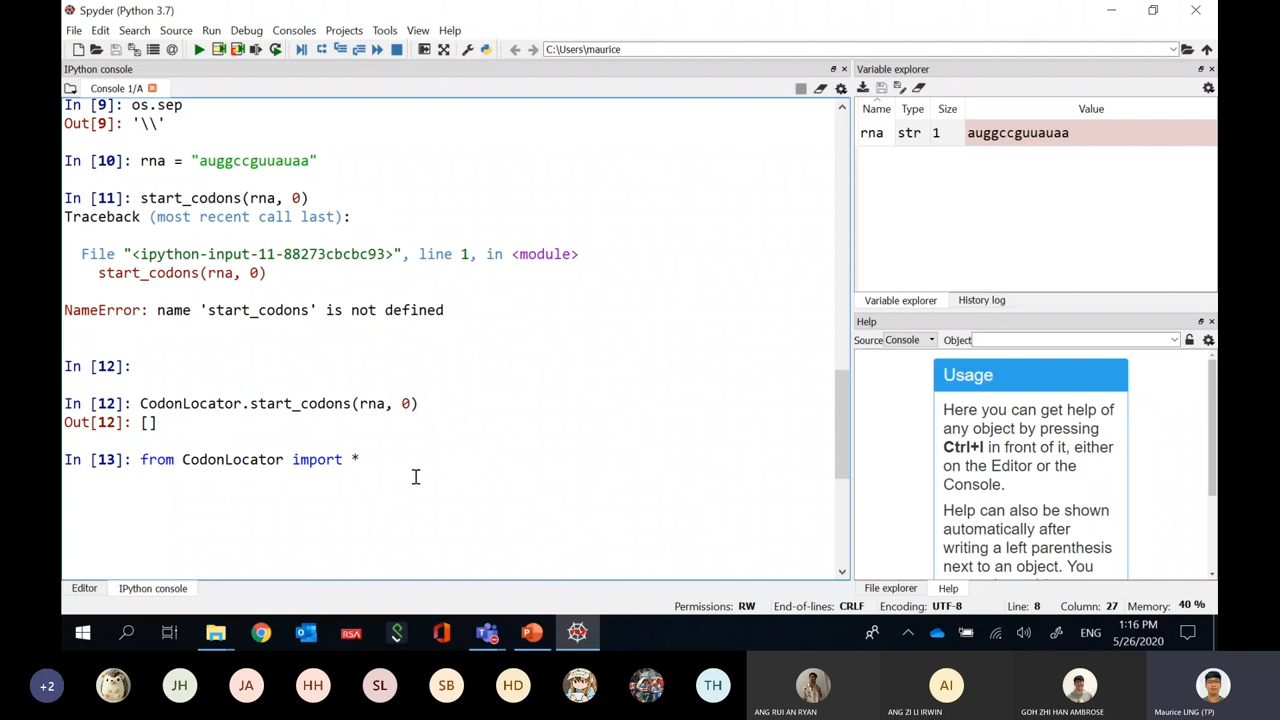 Spyder (Python 3.7)
File Edit Search Source Run Debug Consoles Projects Tools View Help
C:\Users\maurice
IPython console
Console 1/A
In [9]: os.sep
Out[9]: '\\'
In [10]: rna = "auggccguuauaa"
In [11]: start_codons(rna, 0)
Traceback (most recent call last):
File "<ipython-input-11-88273cbcbc93>", line 1, in <module>
start_codons(rna, 0)
NameError: name 'start_codons' is not defined
In [12]:
In [12]: CodonLocator.start_codons(rna, 0)
Out[12]: []
In [13]: from CodonLocator import *
Editor IPython console
Variable explorer
Name Type Size Value
rna str 1 auggccguuauaa
Variable explorer History log
Help
Source Console Object
Usage
Here you can get help of
any object by pressing
Ctrl+I in front of it, either
on the Editor or the
Console.
Help can also be shown
automatically after
writing a left parenthesis
next to an object. You
File explorer Help
Permissions: RW End-of-lines: CRLF Encoding: UTF-8 Line: 8 Column: 27 Memory: 40 %
RSA
ENG
1:16 PM
5/26/2020
+2 JH JA HH SL SB HD TH AI
ANG RUI AN RYAN
ANG ZI LI IRWIN
GOH ZHI HAN AMBROSE
Maurice LING (TP)